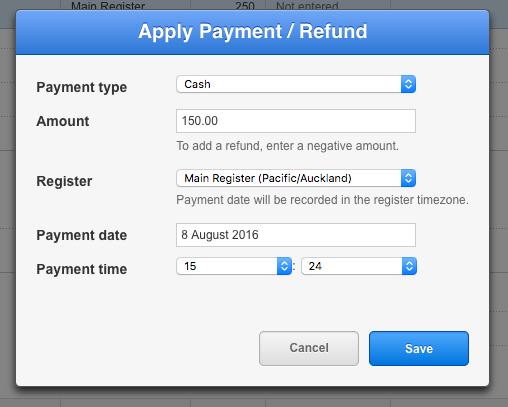 Main Register 250 Not entered
Apply Payment / Refund
Payment type Cash
Amount 150.00
To add a refund, enter a negative amount.
Register Main Register (Pacific/Auckland)
Payment date will be recorded in the register timezone.
Payment date 8 August 2016
Payment time 15 : 24
Cancel Save